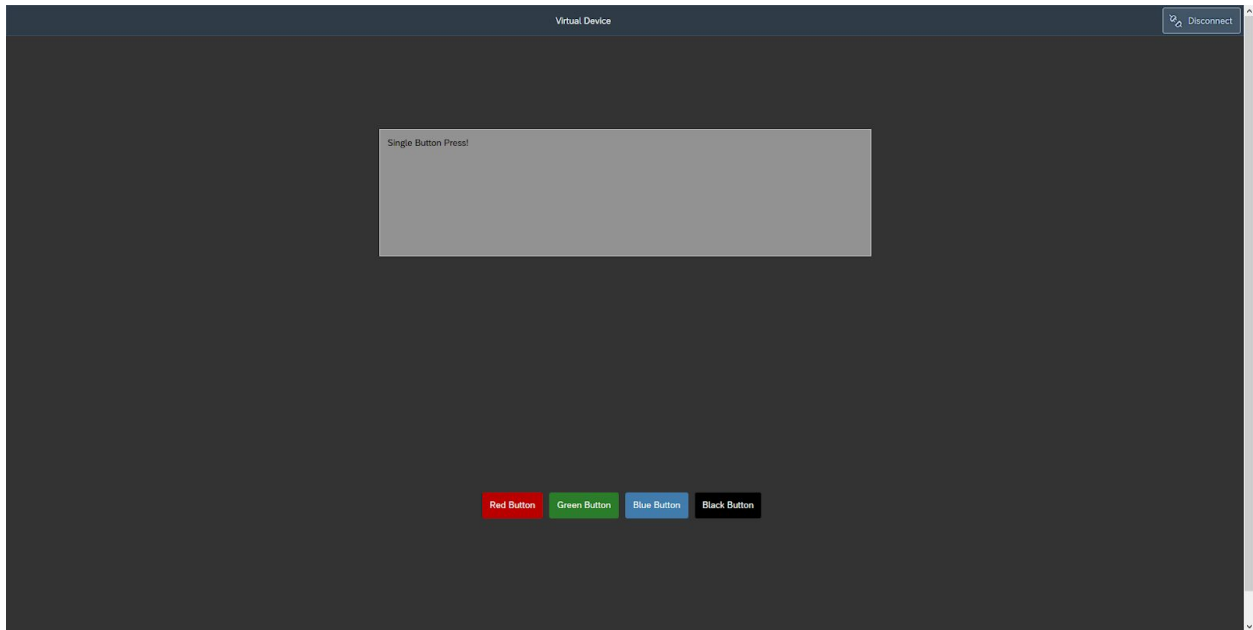 Virtual Device
Disconnect
Single Button Press!
Red Button
Green Button
Blue Button
Black Button